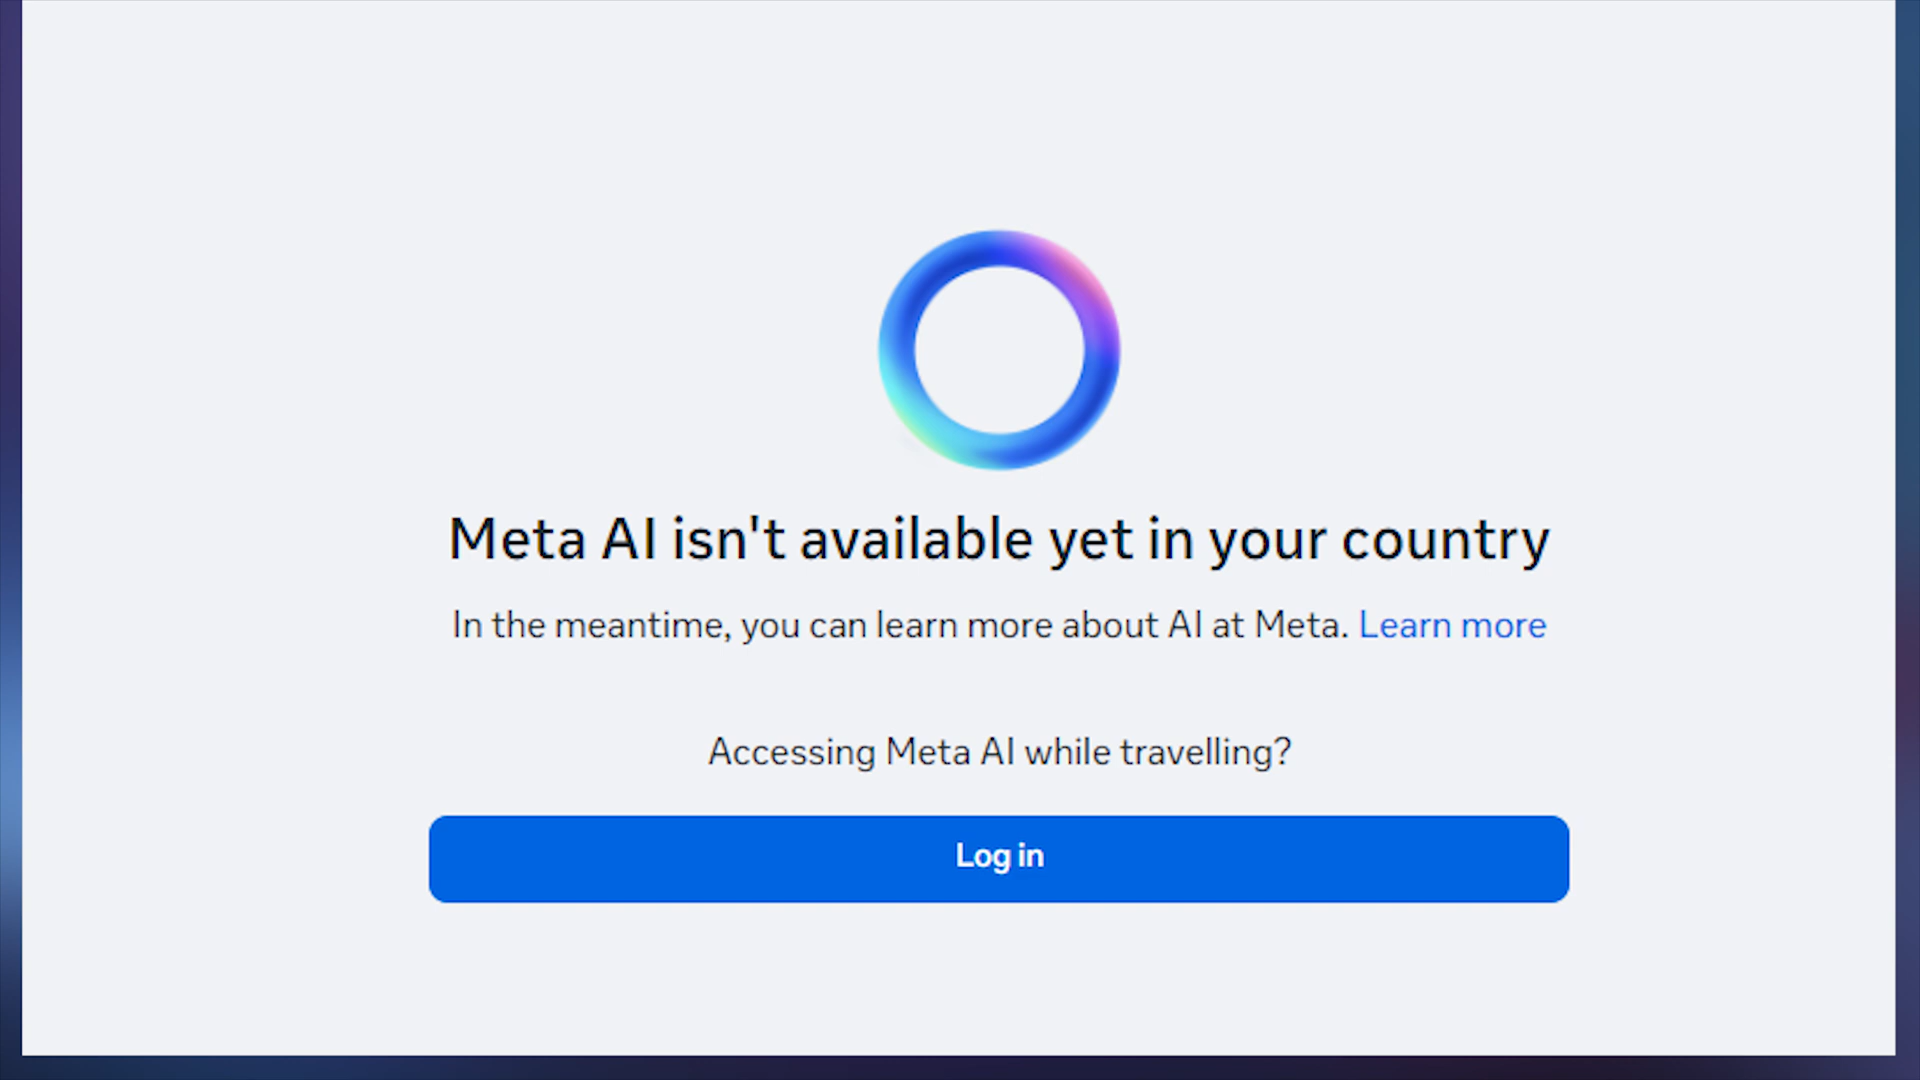 Meta AI isn't available yet in your country
In the meantime, you can learn more about AI at Meta. Learn more
Accessing Meta AI while travelling?
Log in